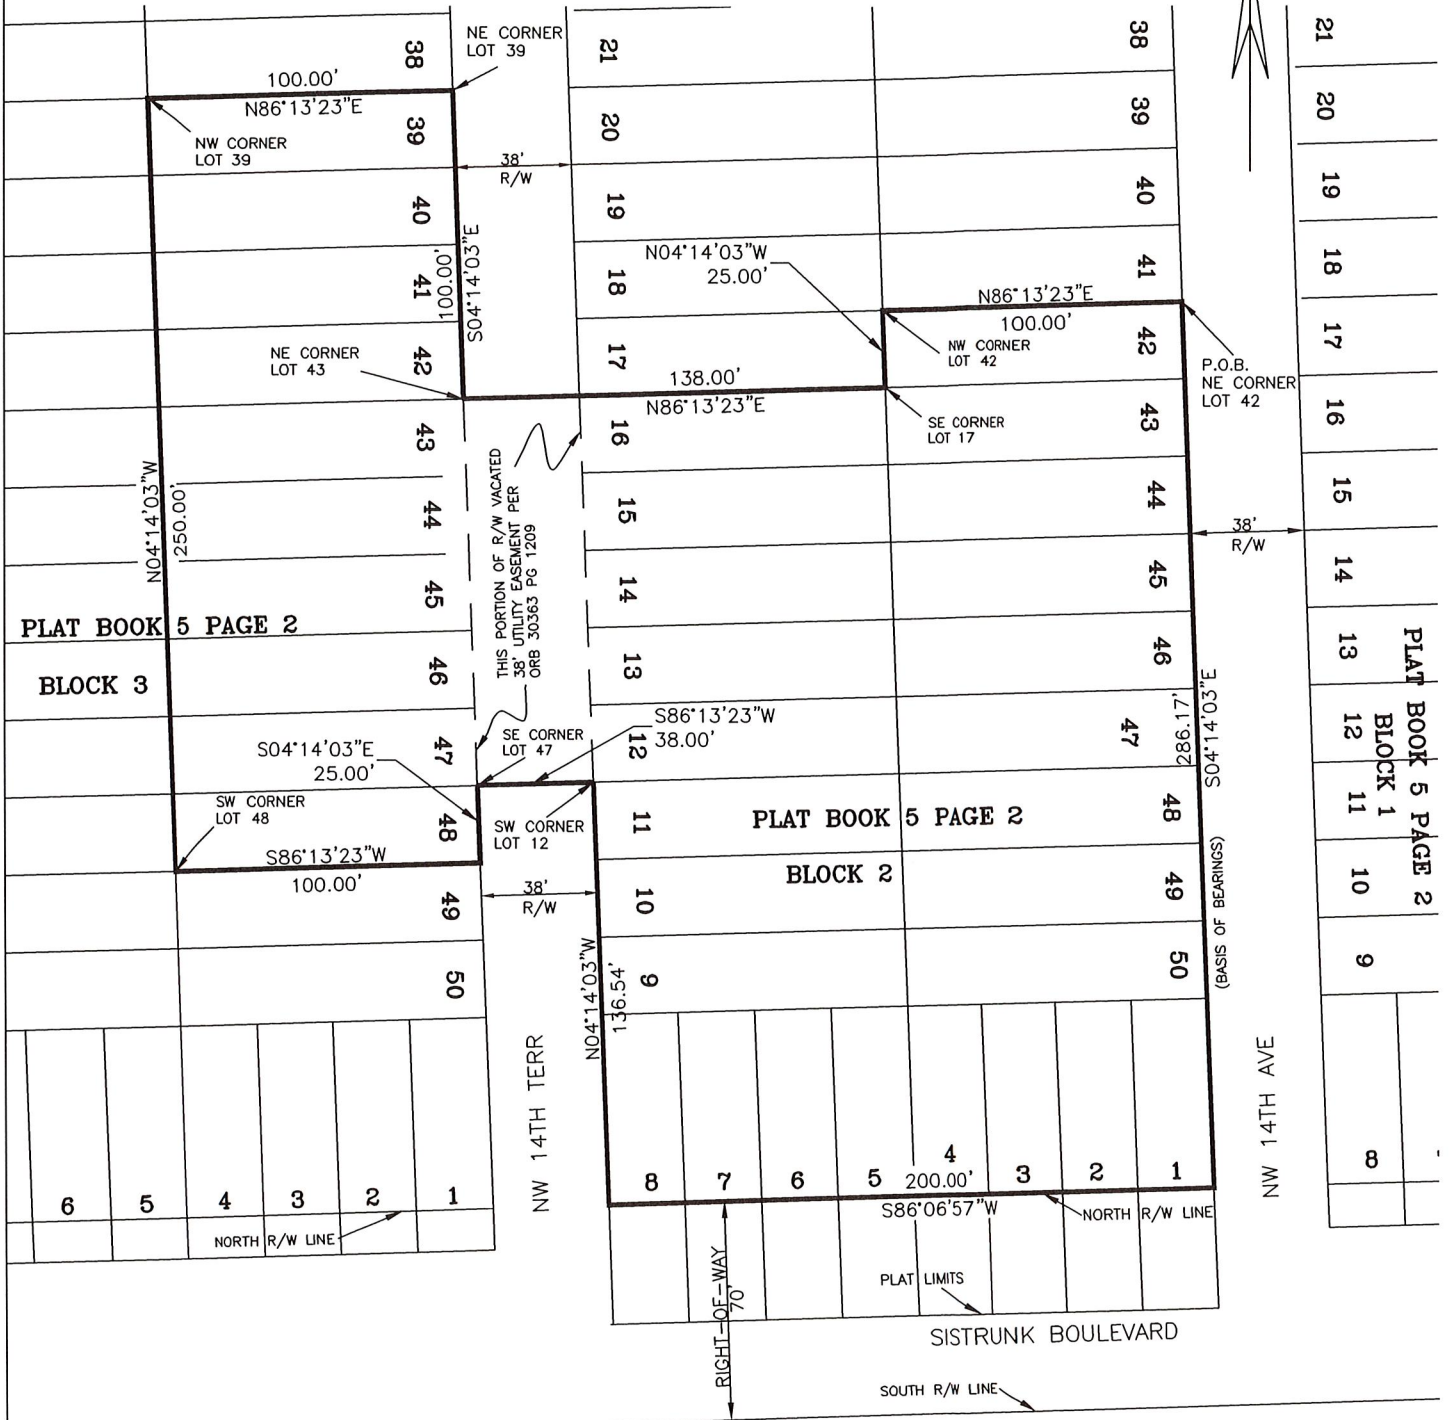 NE CORNER
LOT 39
100.00'
N86°13'23"E
NW CORNER
LOT 39
38'
R/W
38
39
40
41
42
43
44
45
46
47
48
49
50
100.00'
S04°14'03"E
NE CORNER
LOT 43
N04°14'03"W
250.00'
PLAT BOOK 5 PAGE 2
BLOCK 3
S04°14'03"E
25.00'
SW CORNER
LOT 48
S86°13'23"W
100.00'
6
5
4
3
2
1
NORTH R/W LINE
THIS PORTION OF R/W VACATED
38' UTILITY EASEMENT PER
ORB 30363 PG 1209
SE CORNER
LOT 47
SW CORNER
LOT 12
38'
R/W
NW 14TH TERR
21
20
19
18
17
16
15
14
13
12
11
10
9
N04°14'03"W
25.00'
138.00'
N86°13'23"E
S86°13'23"W
38.00'
N04°14'03"W
136.54'
38
39
40
41
42
43
44
45
46
47
48
49
50
N86°13'23"E
100.00'
NW CORNER
LOT 42
SE CORNER
LOT 17
P.O.B.
NE CORNER
LOT 42
PLAT BOOK 5 PAGE 2
BLOCK 2
286.17'
S04°14'03"E
(BASIS OF BEARINGS)
38'
R/W
8
7
6
5
4
3
2
1
200.00'
S86°06'57"W
NORTH R/W LINE
PLAT LIMITS
RIGHT-OF-WAY
70'
SISTRUNK BOULEVARD
SOUTH R/W LINE
NW 14TH AVE
21
20
19
18
17
16
15
14
13
12
11
10
9
8
PLAT BOOK 5 PAGE 2
BLOCK 1